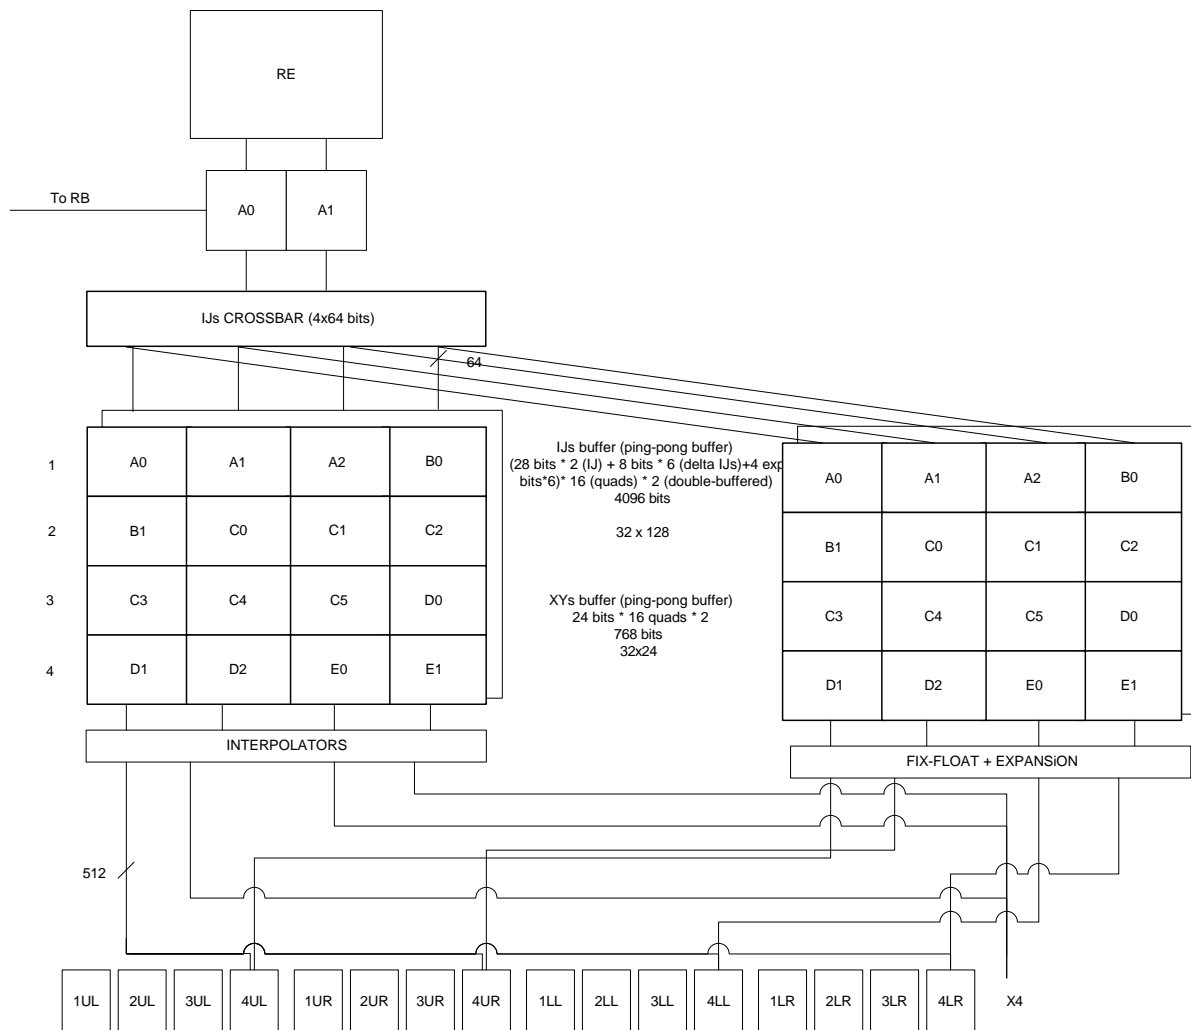 RE
To RB
A0
A1
IJs CROSSBAR (4x64 bits)
64
1
A0
A1
A2
B0
2
B1
C0
C1
C2
3
C3
C4
C5
D0
4
D1
D2
E0
E1
IJs buffer (ping-pong buffer)
(28 bits * 2 (IJ) + 8 bits * 6 (delta IJs)+4 exp
bits*6)* 16 (quads) * 2 (double-buffered)
4096 bits
32 x 128
XYs buffer (ping-pong buffer)
24 bits * 16 quads * 2
768 bits
32x24
A0
A1
A2
B0
B1
C0
C1
C2
C3
C4
C5
D0
D1
D2
E0
E1
INTERPOLATORS
FIX-FLOAT + EXPANSiON
512
1UL
2UL
3UL
4UL
1UR
2UR
3UR
4UR
1LL
2LL
3LL
4LL
1LR
2LR
3LR
4LR
X4